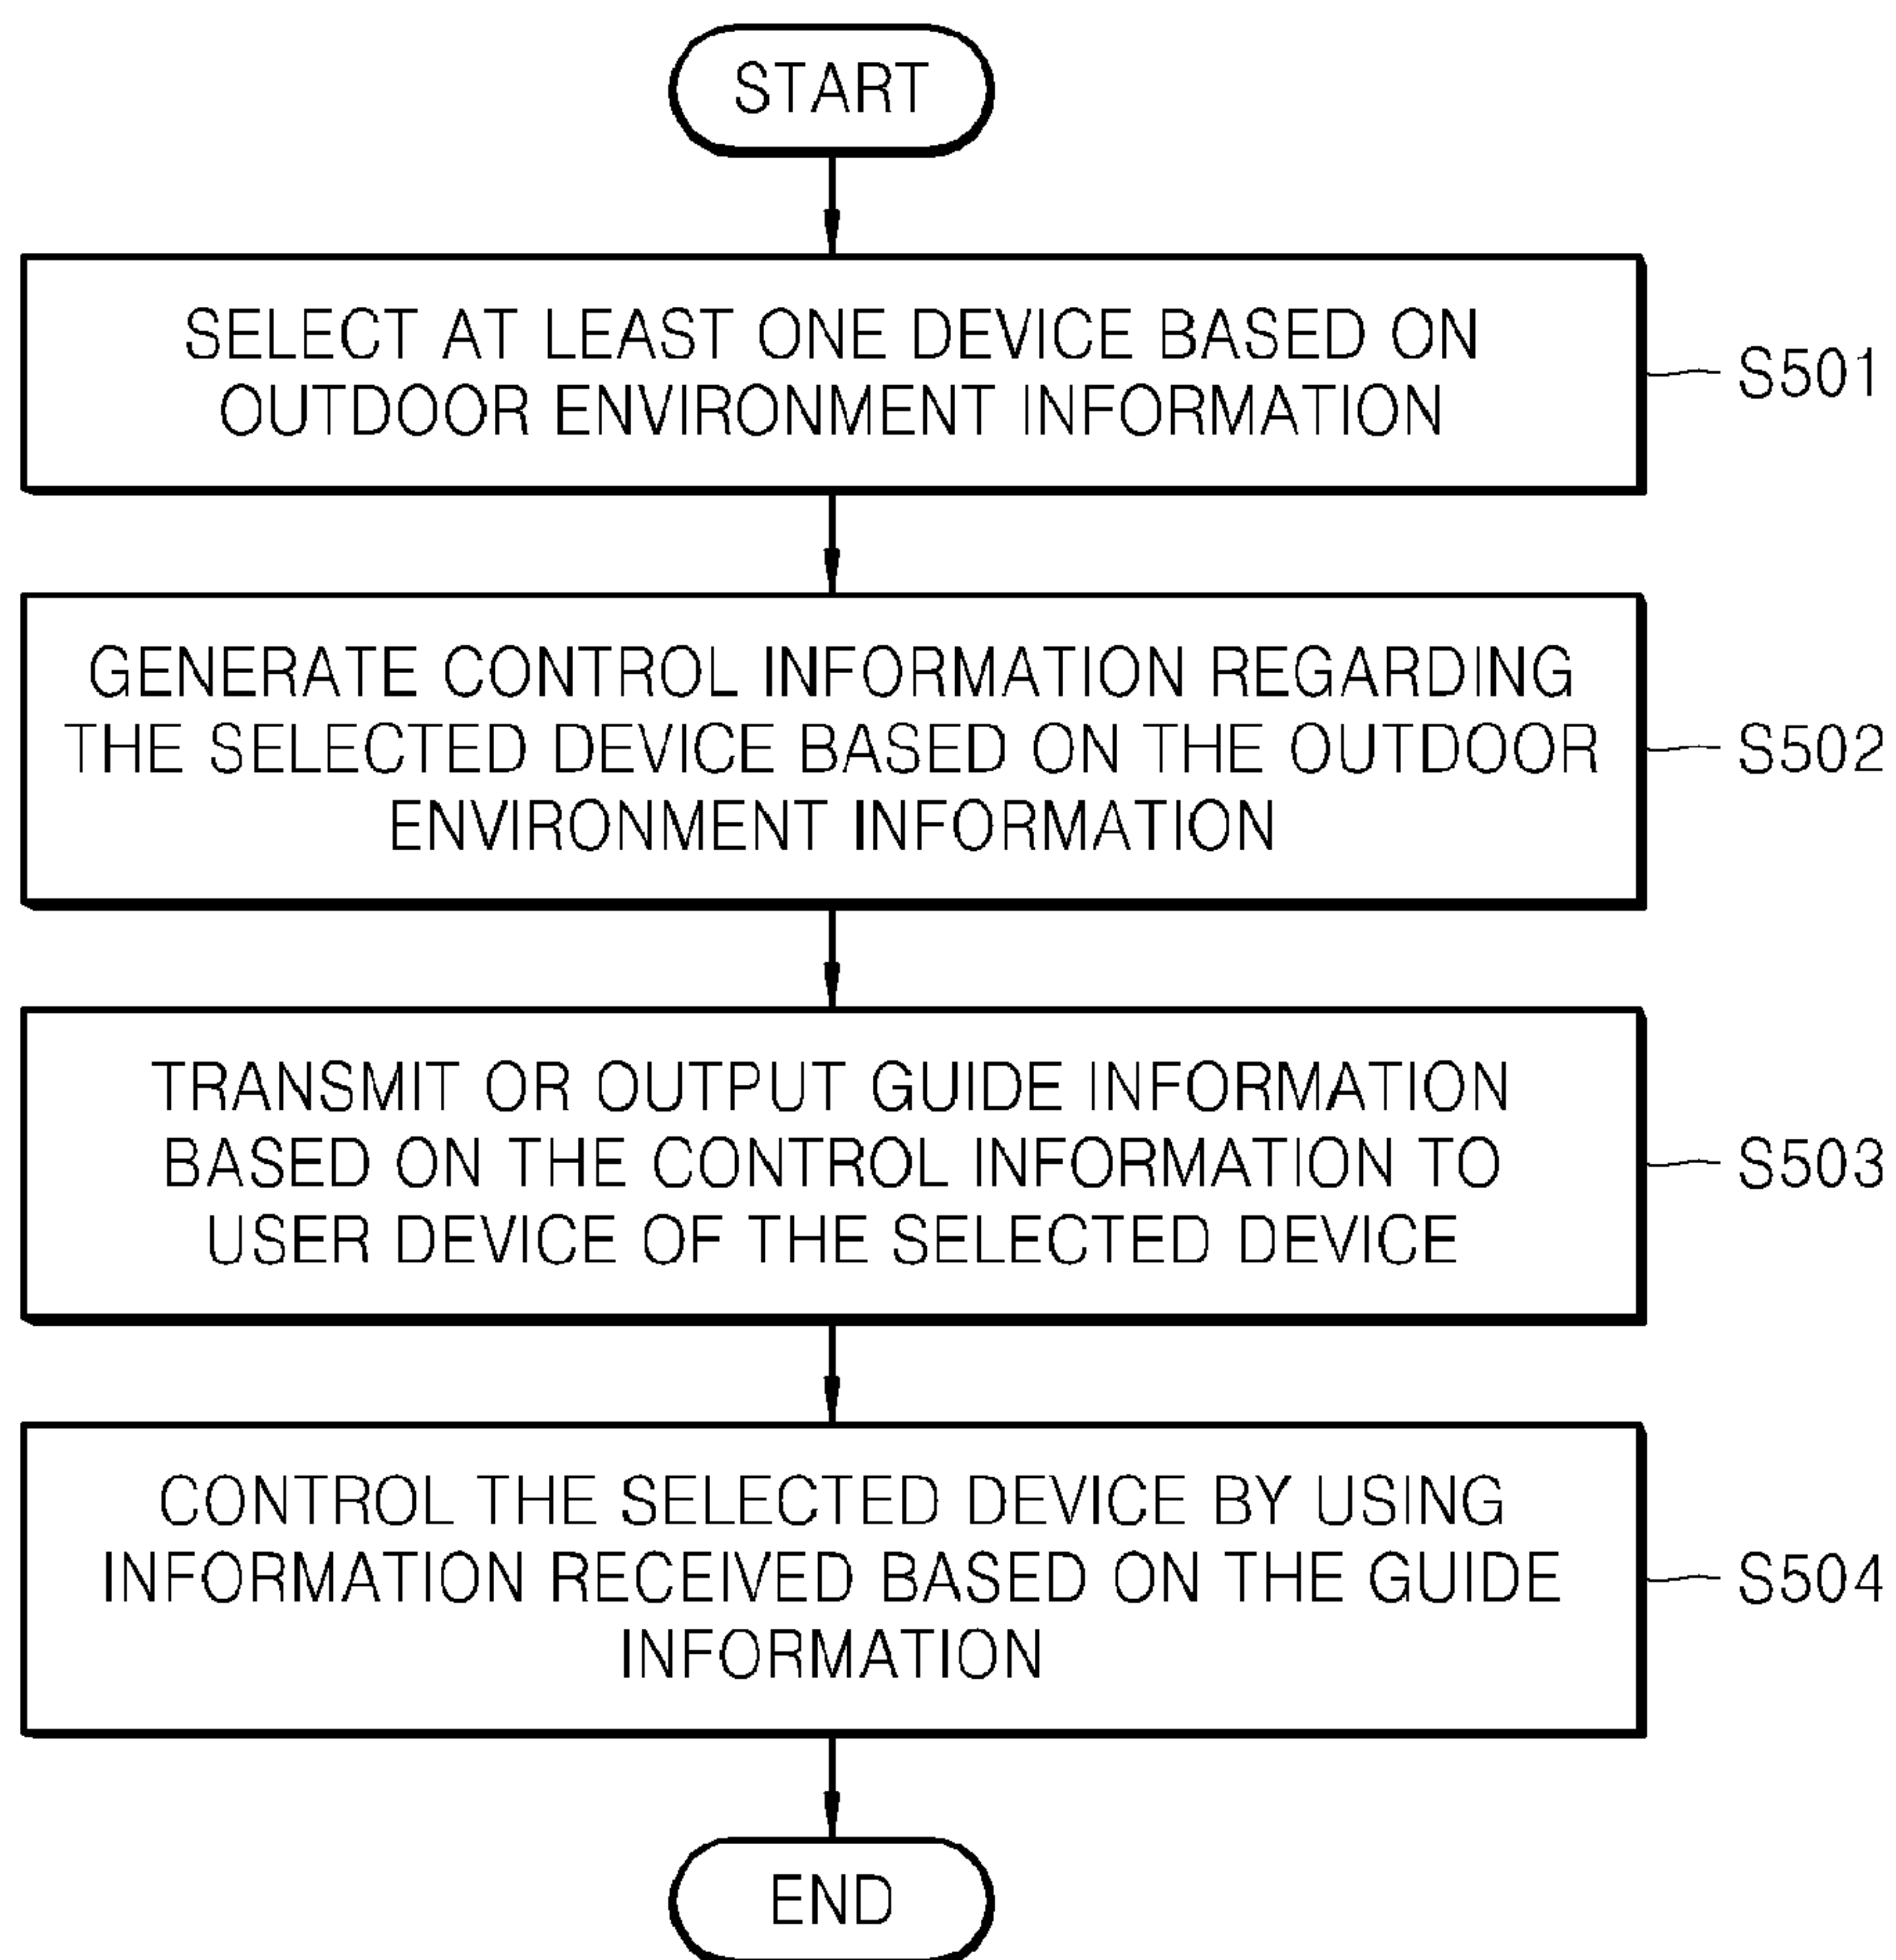 START
SELECT AT LEAST ONE DEVICE BASED ON
OUTDOOR ENVIRONMENT INFORMATION
S501
GENERATE CONTROL INFORMATION REGARDING
THE SELECTED DEVICE BASED ON THE OUTDOOR
ENVIRONMENT INFORMATION
S502
TRANSMIT OR OUTPUT GUIDE INFORMATION
BASED ON THE CONTROL INFORMATION TO
USER DEVICE OF THE SELECTED DEVICE
S503
CONTROL THE SELECTED DEVICE BY USING
INFORMATION RECEIVED BASED ON THE GUIDE
INFORMATION
S504
END